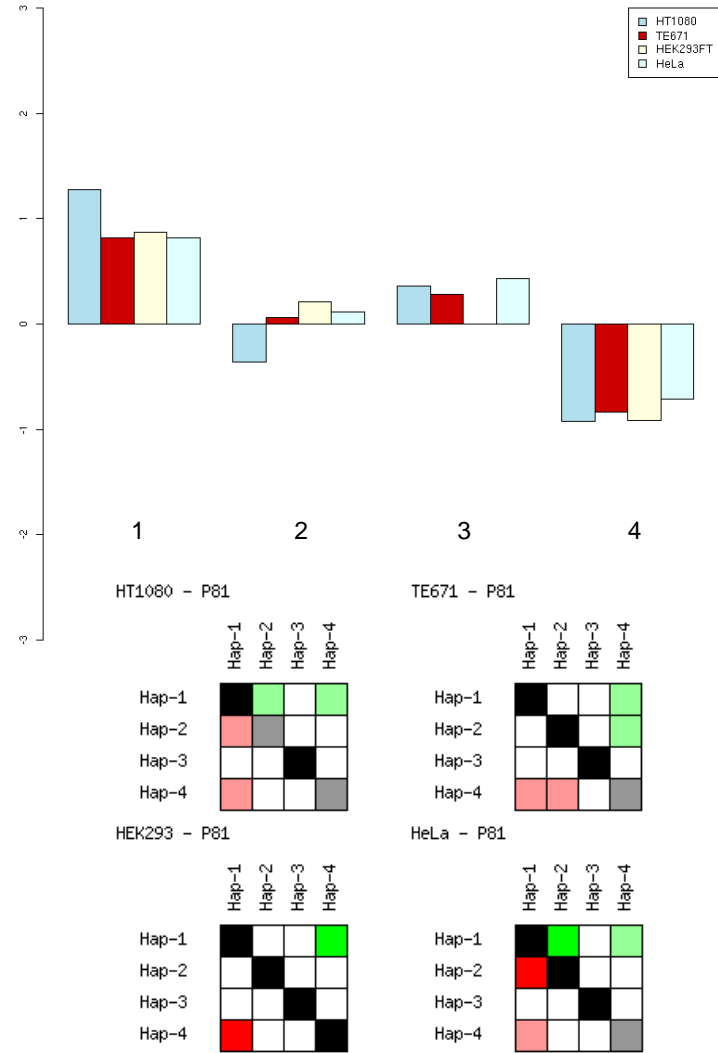 3
HT1080
TE671
HEK293FT
HeLa
2
1
0
-1
-2
1 2 3 4
-3
HT1080 - P81
Hap-1 Hap-2 Hap-3 Hap-4
Hap-1
Hap-2
Hap-3
Hap-4
TE671 - P81
Hap-1 Hap-2 Hap-3 Hap-4
Hap-1
Hap-2
Hap-3
Hap-4
HEK293 - P81
Hap-1 Hap-2 Hap-3 Hap-4
Hap-1
Hap-2
Hap-3
Hap-4
HeLa - P81
Hap-1 Hap-2 Hap-3 Hap-4
Hap-1
Hap-2
Hap-3
Hap-4